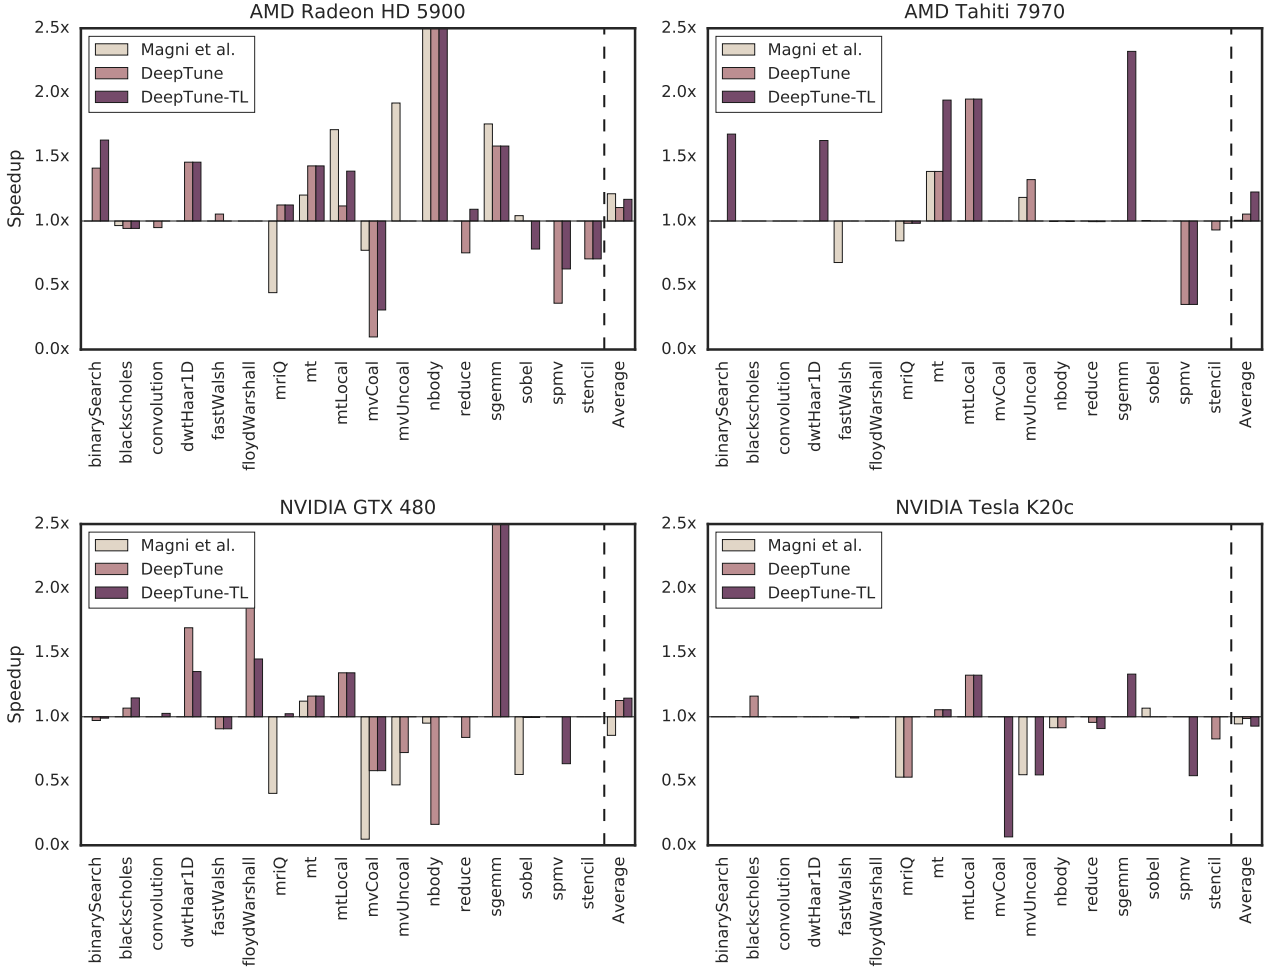 AMD Radeon HD 5900
2.5x
2.0x
1.5x
1.0x
0.5x
0.0x
Speedup
Magni et al.
DeepTune
DeepTune-TL
binarySearch
blackscholes
convolution
dwtHaar1D
fastWalsh
floydWarshall
mriQ
mt
mtLocal
mvCoal
mvUncoal
nbody
reduce
sgemm
sobel
spmv
stencil
Average
AMD Tahiti 7970
2.5x
2.0x
1.5x
1.0x
0.5x
0.0x
Magni et al.
DeepTune
DeepTune-TL
binarySearch
blackscholes
convolution
dwtHaar1D
fastWalsh
floydWarshall
mriQ
mt
mtLocal
mvCoal
mvUncoal
nbody
reduce
sgemm
sobel
spmv
stencil
Average
NVIDIA GTX 480
2.5x
2.0x
1.5x
1.0x
0.5x
0.0x
Speedup
Magni et al.
DeepTune
DeepTune-TL
binarySearch
blackscholes
convolution
dwtHaar1D
fastWalsh
floydWarshall
mriQ
mt
mtLocal
mvCoal
mvUncoal
nbody
reduce
sgemm
sobel
spmv
stencil
Average
NVIDIA Tesla K20c
2.5x
2.0x
1.5x
1.0x
0.5x
0.0x
Magni et al.
DeepTune
DeepTune-TL
binarySearch
blackscholes
convolution
dwtHaar1D
fastWalsh
floydWarshall
mriQ
mt
mtLocal
mvCoal
mvUncoal
nbody
reduce
sgemm
sobel
spmv
stencil
Average